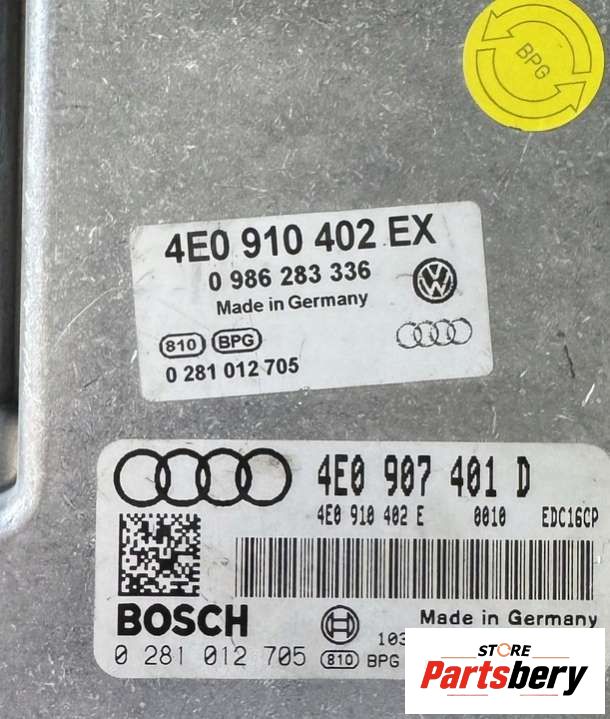 BPG
4E0 910 402 EX
0 986 283 336
Made in Germany
810 BPG
0 281 012 705
4E0 907 401 D
4E0 910 402 E 0010 EDC16CP
BOSCH
Made in Germany
103
0 281 012 705 810 BPG
STORE
Partsbery